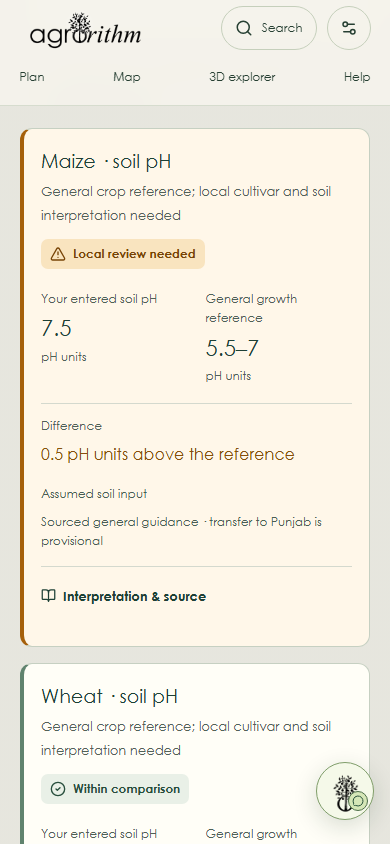 agrorithm
Search
Plan Map 3D explorer Help
Maize · soil pH
General crop reference; local cultivar and soil
interpretation needed
Local review needed
Your entered soil pH
7.5
pH units
General growth
reference
5.5–7
pH units
Difference
0.5 pH units above the reference
Assumed soil input
Sourced general guidance · transfer to Punjab is
provisional
Interpretation & source
Wheat · soil pH
General crop reference; local cultivar and soil
interpretation needed
Within comparison
Your entered soil pH
General growth